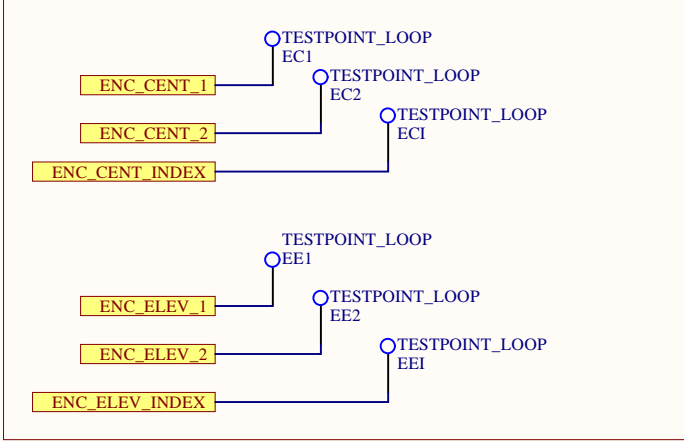 TESTPOINT_LOOP
EC1
ENC_CENT_1
TESTPOINT_LOOP
EC2
ENC_CENT_2
TESTPOINT_LOOP
ECI
ENC_CENT_INDEX
TESTPOINT_LOOP
EE1
ENC_ELEV_1
TESTPOINT_LOOP
EE2
ENC_ELEV_2
TESTPOINT_LOOP
EEI
ENC_ELEV_INDEX